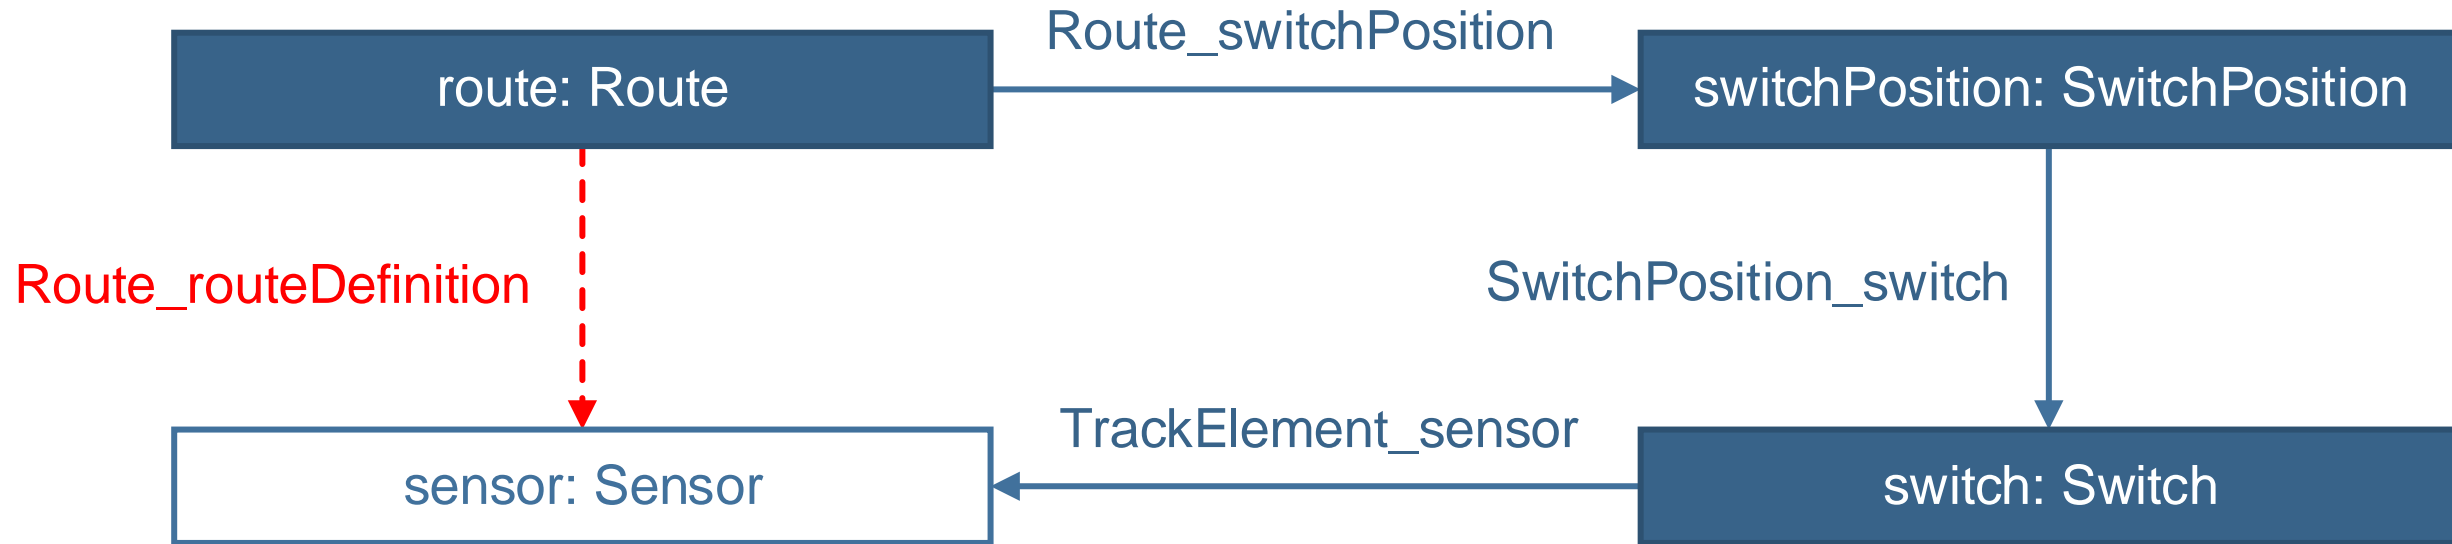 Route_switchPosition
route: Route
switchPosition: SwitchPosition
Route_routeDefinition
SwitchPosition_switch
TrackElement_sensor
sensor: Sensor
switch: Switch